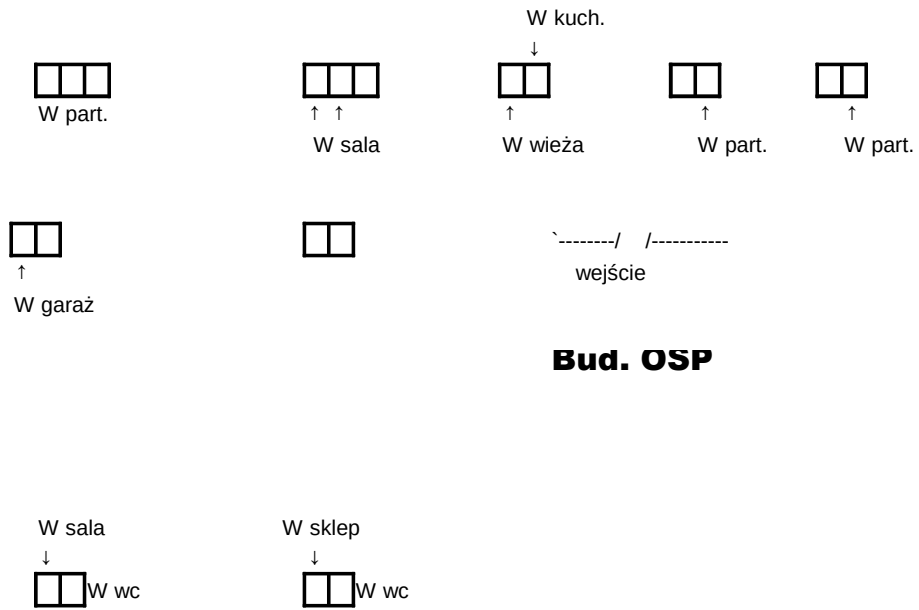 W kuch.
↓
W part.
↑ ↑
↑
↑
↑
W sala
W wieża
W part.
W part.
`--------/ /-----------
↑
wejście
W garaż
Bud. OSP
W sala
W sklep
↓
↓
W wc
W wc